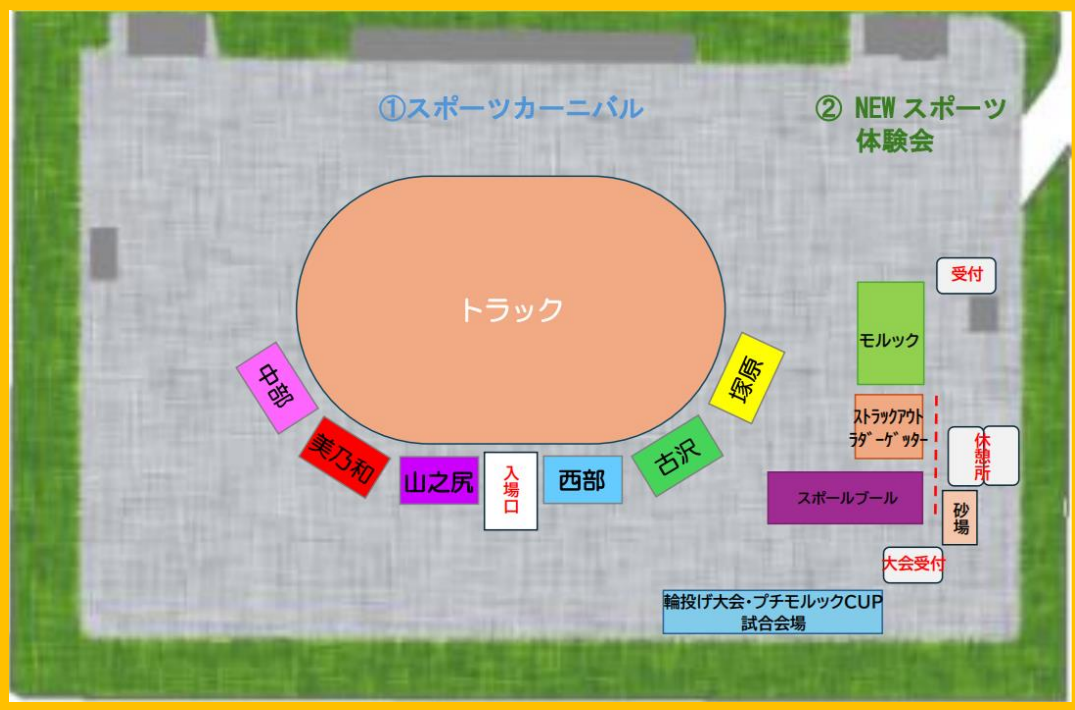 ①スポーツカーニバル
② NEW スポーツ
体験会
受付
トラック
モルック
塚原
中部
ストラックアウト
ﾗﾀﾞｰｹﾞｯﾀｰ
美乃和
古沢
休憩所
山之尻
入場口
西部
スポールブール
砂場
大会受付
輪投げ大会・プチモルックCUP
試合会場